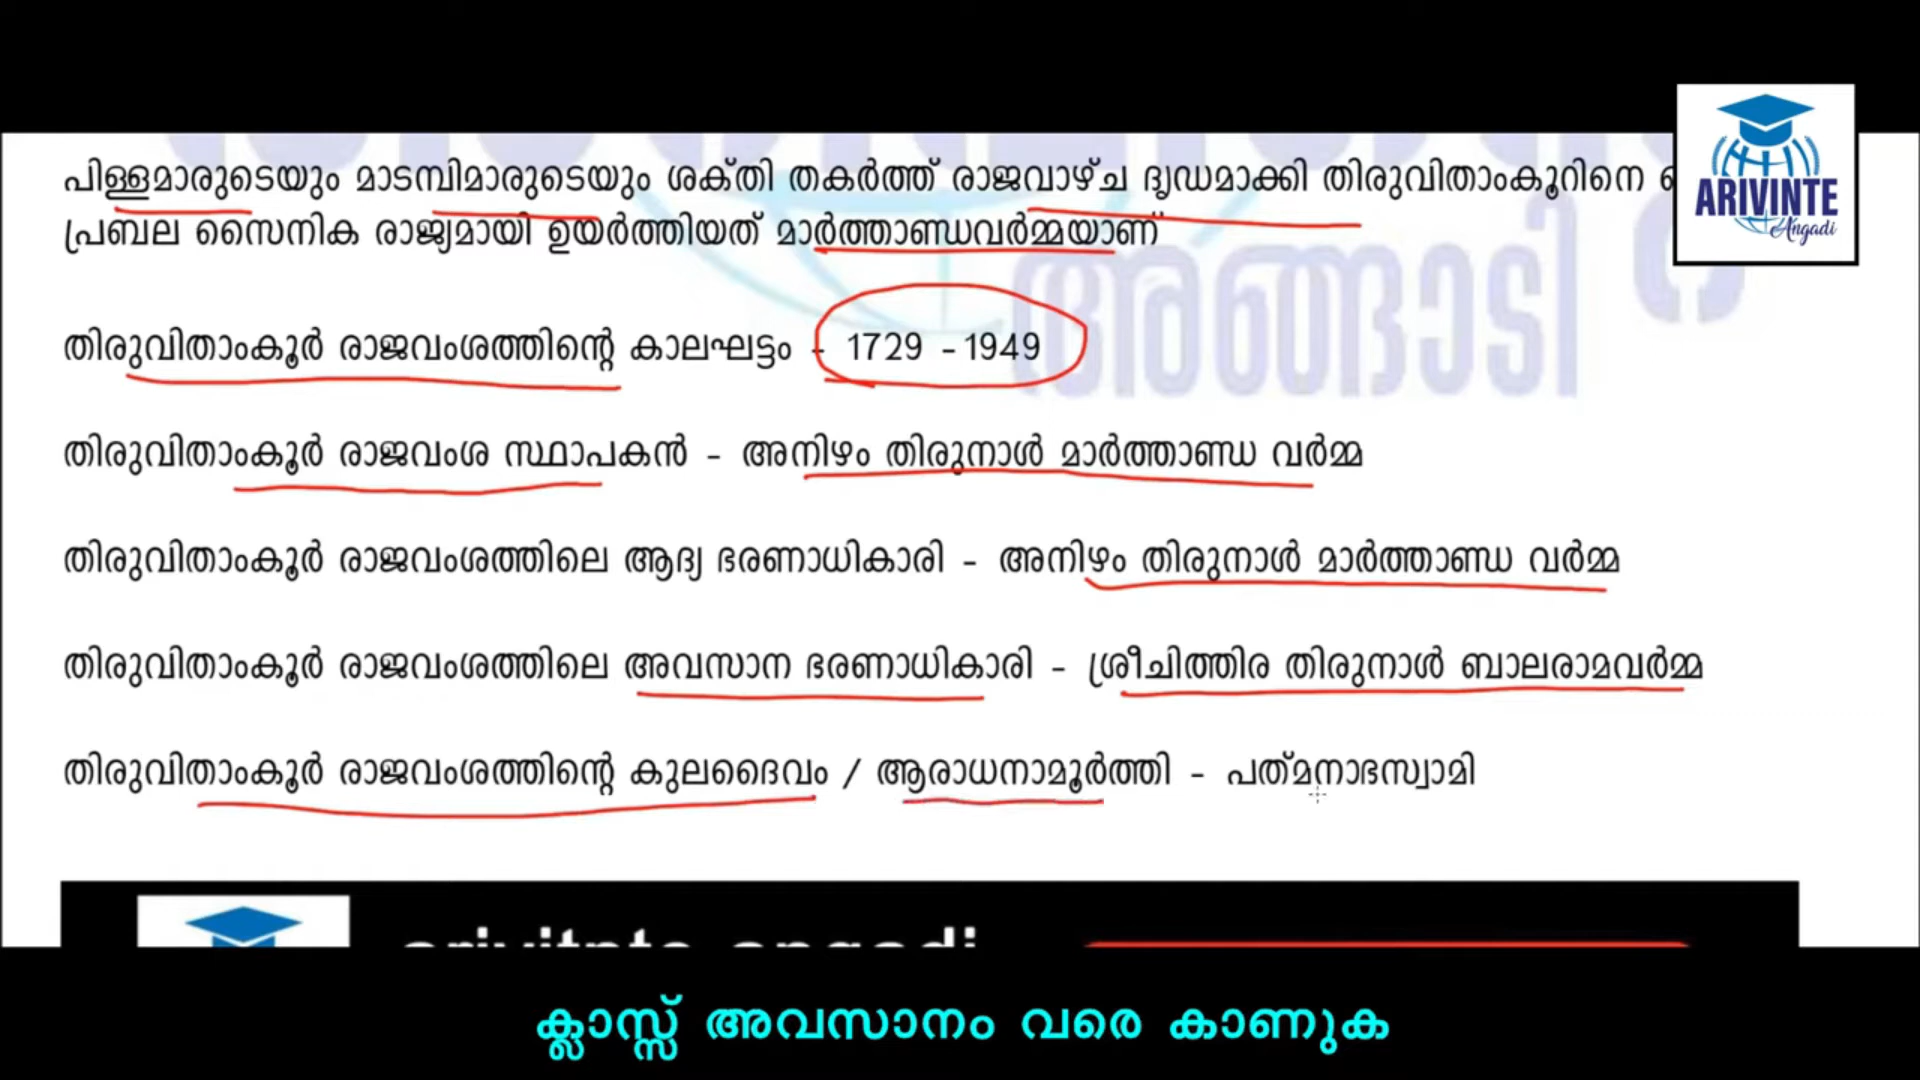 പിള്ളമാരുടെയും മാടമ്പിമാരുടെയും ശക്തി തകർത്ത് രാജവാഴ്ച ദൃഢമാക്കി തിരുവിതാംകൂറിനെ
പ്രബല സൈനിക രാജ്യമായി ഉയർത്തിയത് മാർത്താണ്ഡവർമ്മയാണ്
ARIVINTE
Angadi
അങ്ങാടി
തിരുവിതാംകൂർ രാജവംശത്തിന്റെ കാലഘട്ടം - 1729 -1949
തിരുവിതാംകൂർ രാജവംശ സ്ഥാപകൻ - അനിഴം തിരുനാൾ മാർത്താണ്ഡ വർമ്മ
തിരുവിതാംകൂർ രാജവംശത്തിലെ ആദ്യ ഭരണാധികാരി - അനിഴം തിരുനാൾ മാർത്താണ്ഡ വർമ്മ
തിരുവിതാംകൂർ രാജവംശത്തിലെ അവസാന ഭരണാധികാരി - ശ്രീചിത്തിര തിരുനാൾ ബാലരാമവർമ്മ
തിരുവിതാംകൂർ രാജവംശത്തിന്റെ കുലദൈവം / ആരാധനാമൂർത്തി - പത്മനാഭസ്വാമി
ക്ലാസ്സ് അവസാനം വരെ കാണുക